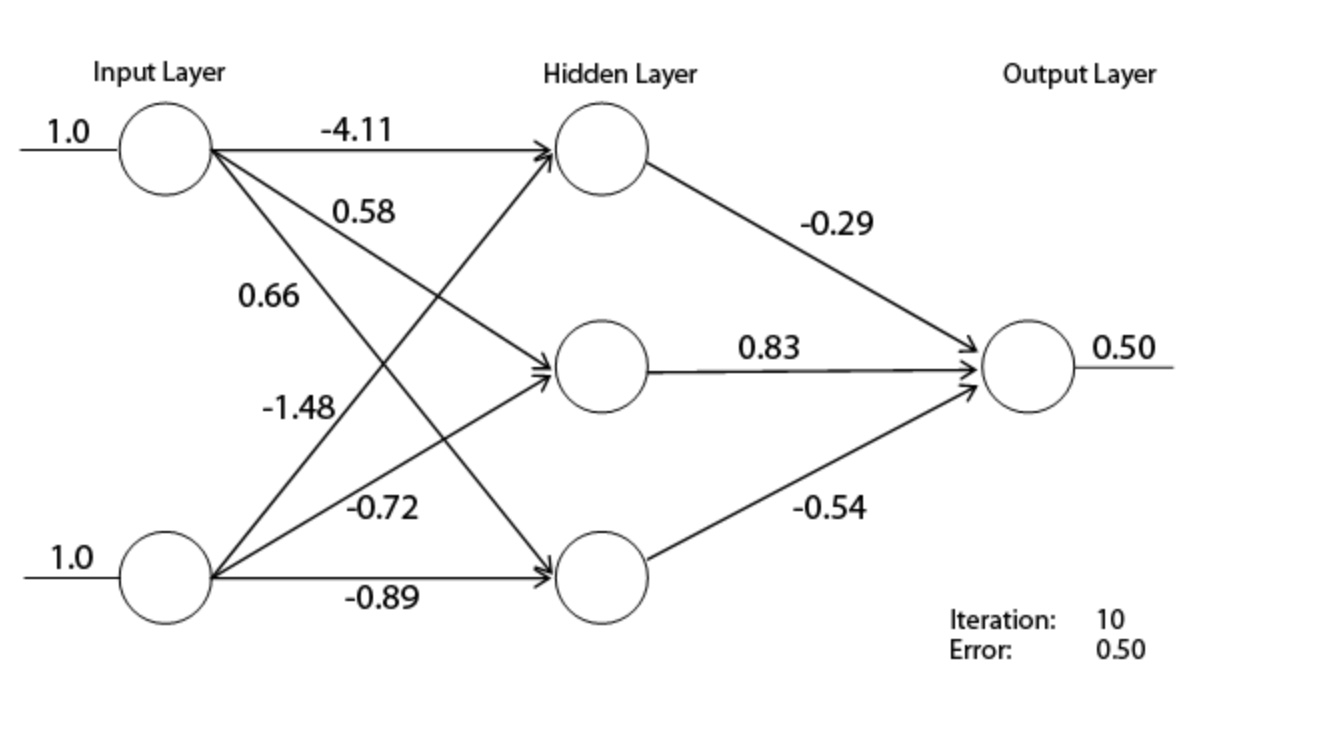 Input Layer
Hidden Layer
Output Layer
1.0
-4.11
0.58
-0.29
0.66
0.83
0.50
-1.48
-0.72
-0.54
1.0
-0.89
Iteration: 10
Error: 0.50